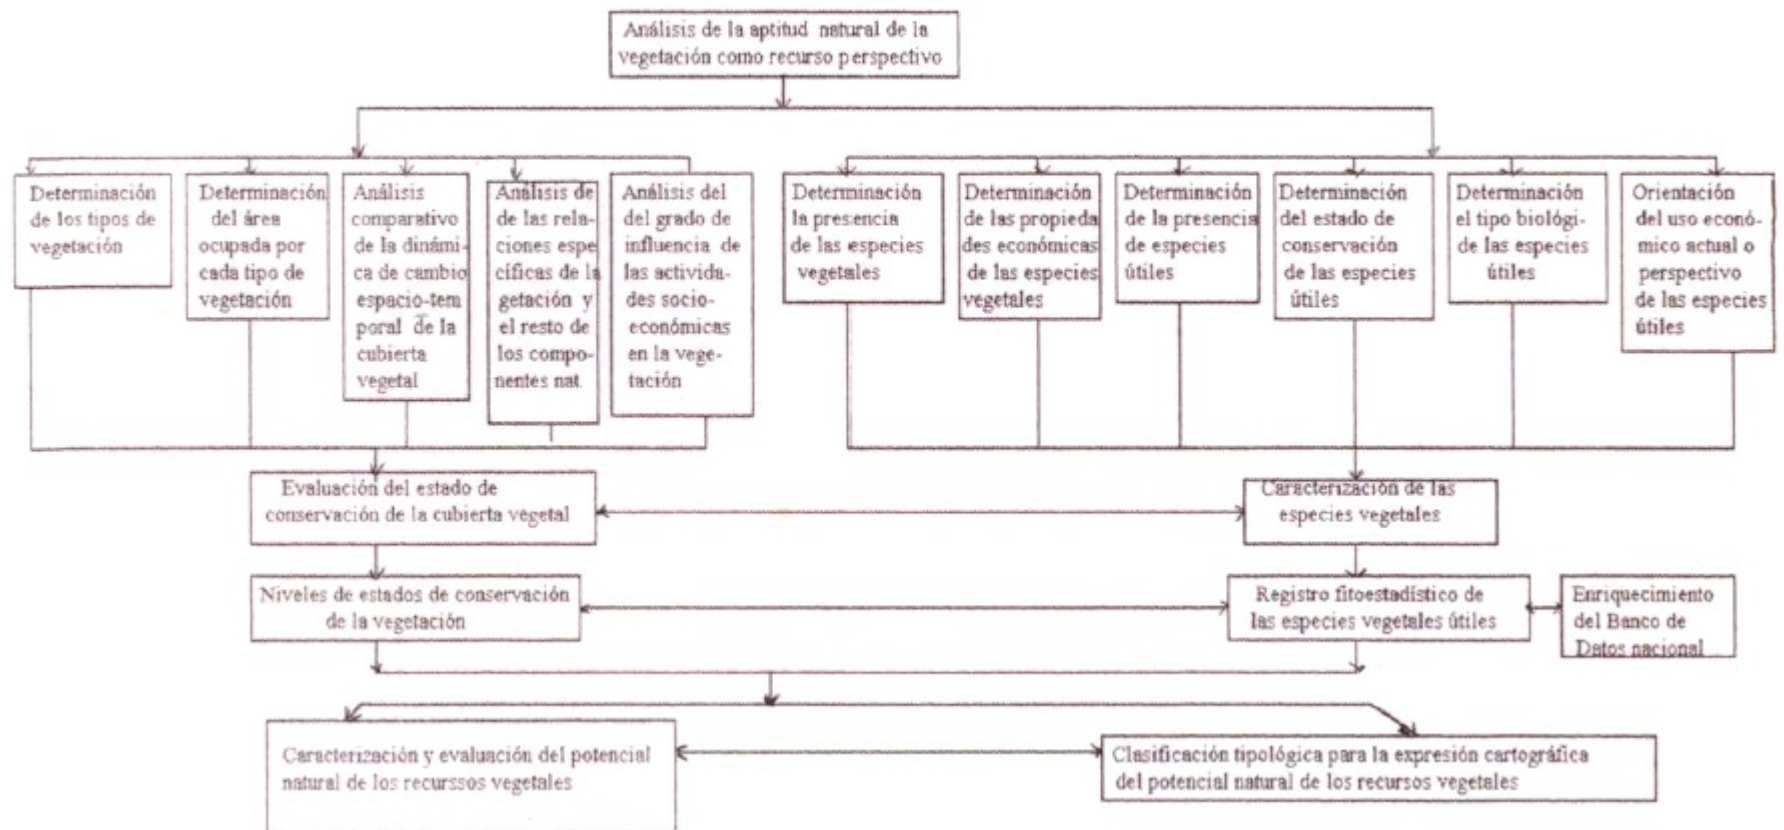 Análisis de la aptitud natural de la
vegetación como recurso perspectivo
Determinación
de los tipos de
vegetación
Determinación
del área
ocupada por
cada tipo de
vegetación
Análisis
comparativo
de la dinámi-
ca de cambio
espacio-tem
poral de la
cubierta
vegetal
Análisis de
de las rela-
ciones espe
cíficas de la
getación y
el resto de
los compo-
nentes nat.
Análisis del
del grado de
influencia de
las activida-
des socio-
económicas
en la vege-
tación
Determinación
la presencia
de las especies
vegetales
Determinación
de las propieda
des económicas
de las especies
vegetales
Determinación
de la presencia
de especies
útiles
Determinación
del estado de
conservación
de las especies
útiles
Determinación
el tipo biológi-
de las especies
útiles
Orientación
del uso econó-
mico actual o
perspectivo
de las especies
útiles
Evaluación del estado de
conservación de la cubierta vegetal
Caracterización de las
especies vegetales
Niveles de estados de conservación
de la vegetación
Registro fitoestadístico de
las especies vegetales útiles
Enriquecimiento
del Banco de
Datos nacional
Caracterización y evaluación del potencial
natural de los recurssos vegetales
Clasificación tipológica para la expresión cartográfica
del potencial natural de los recursos vegetales